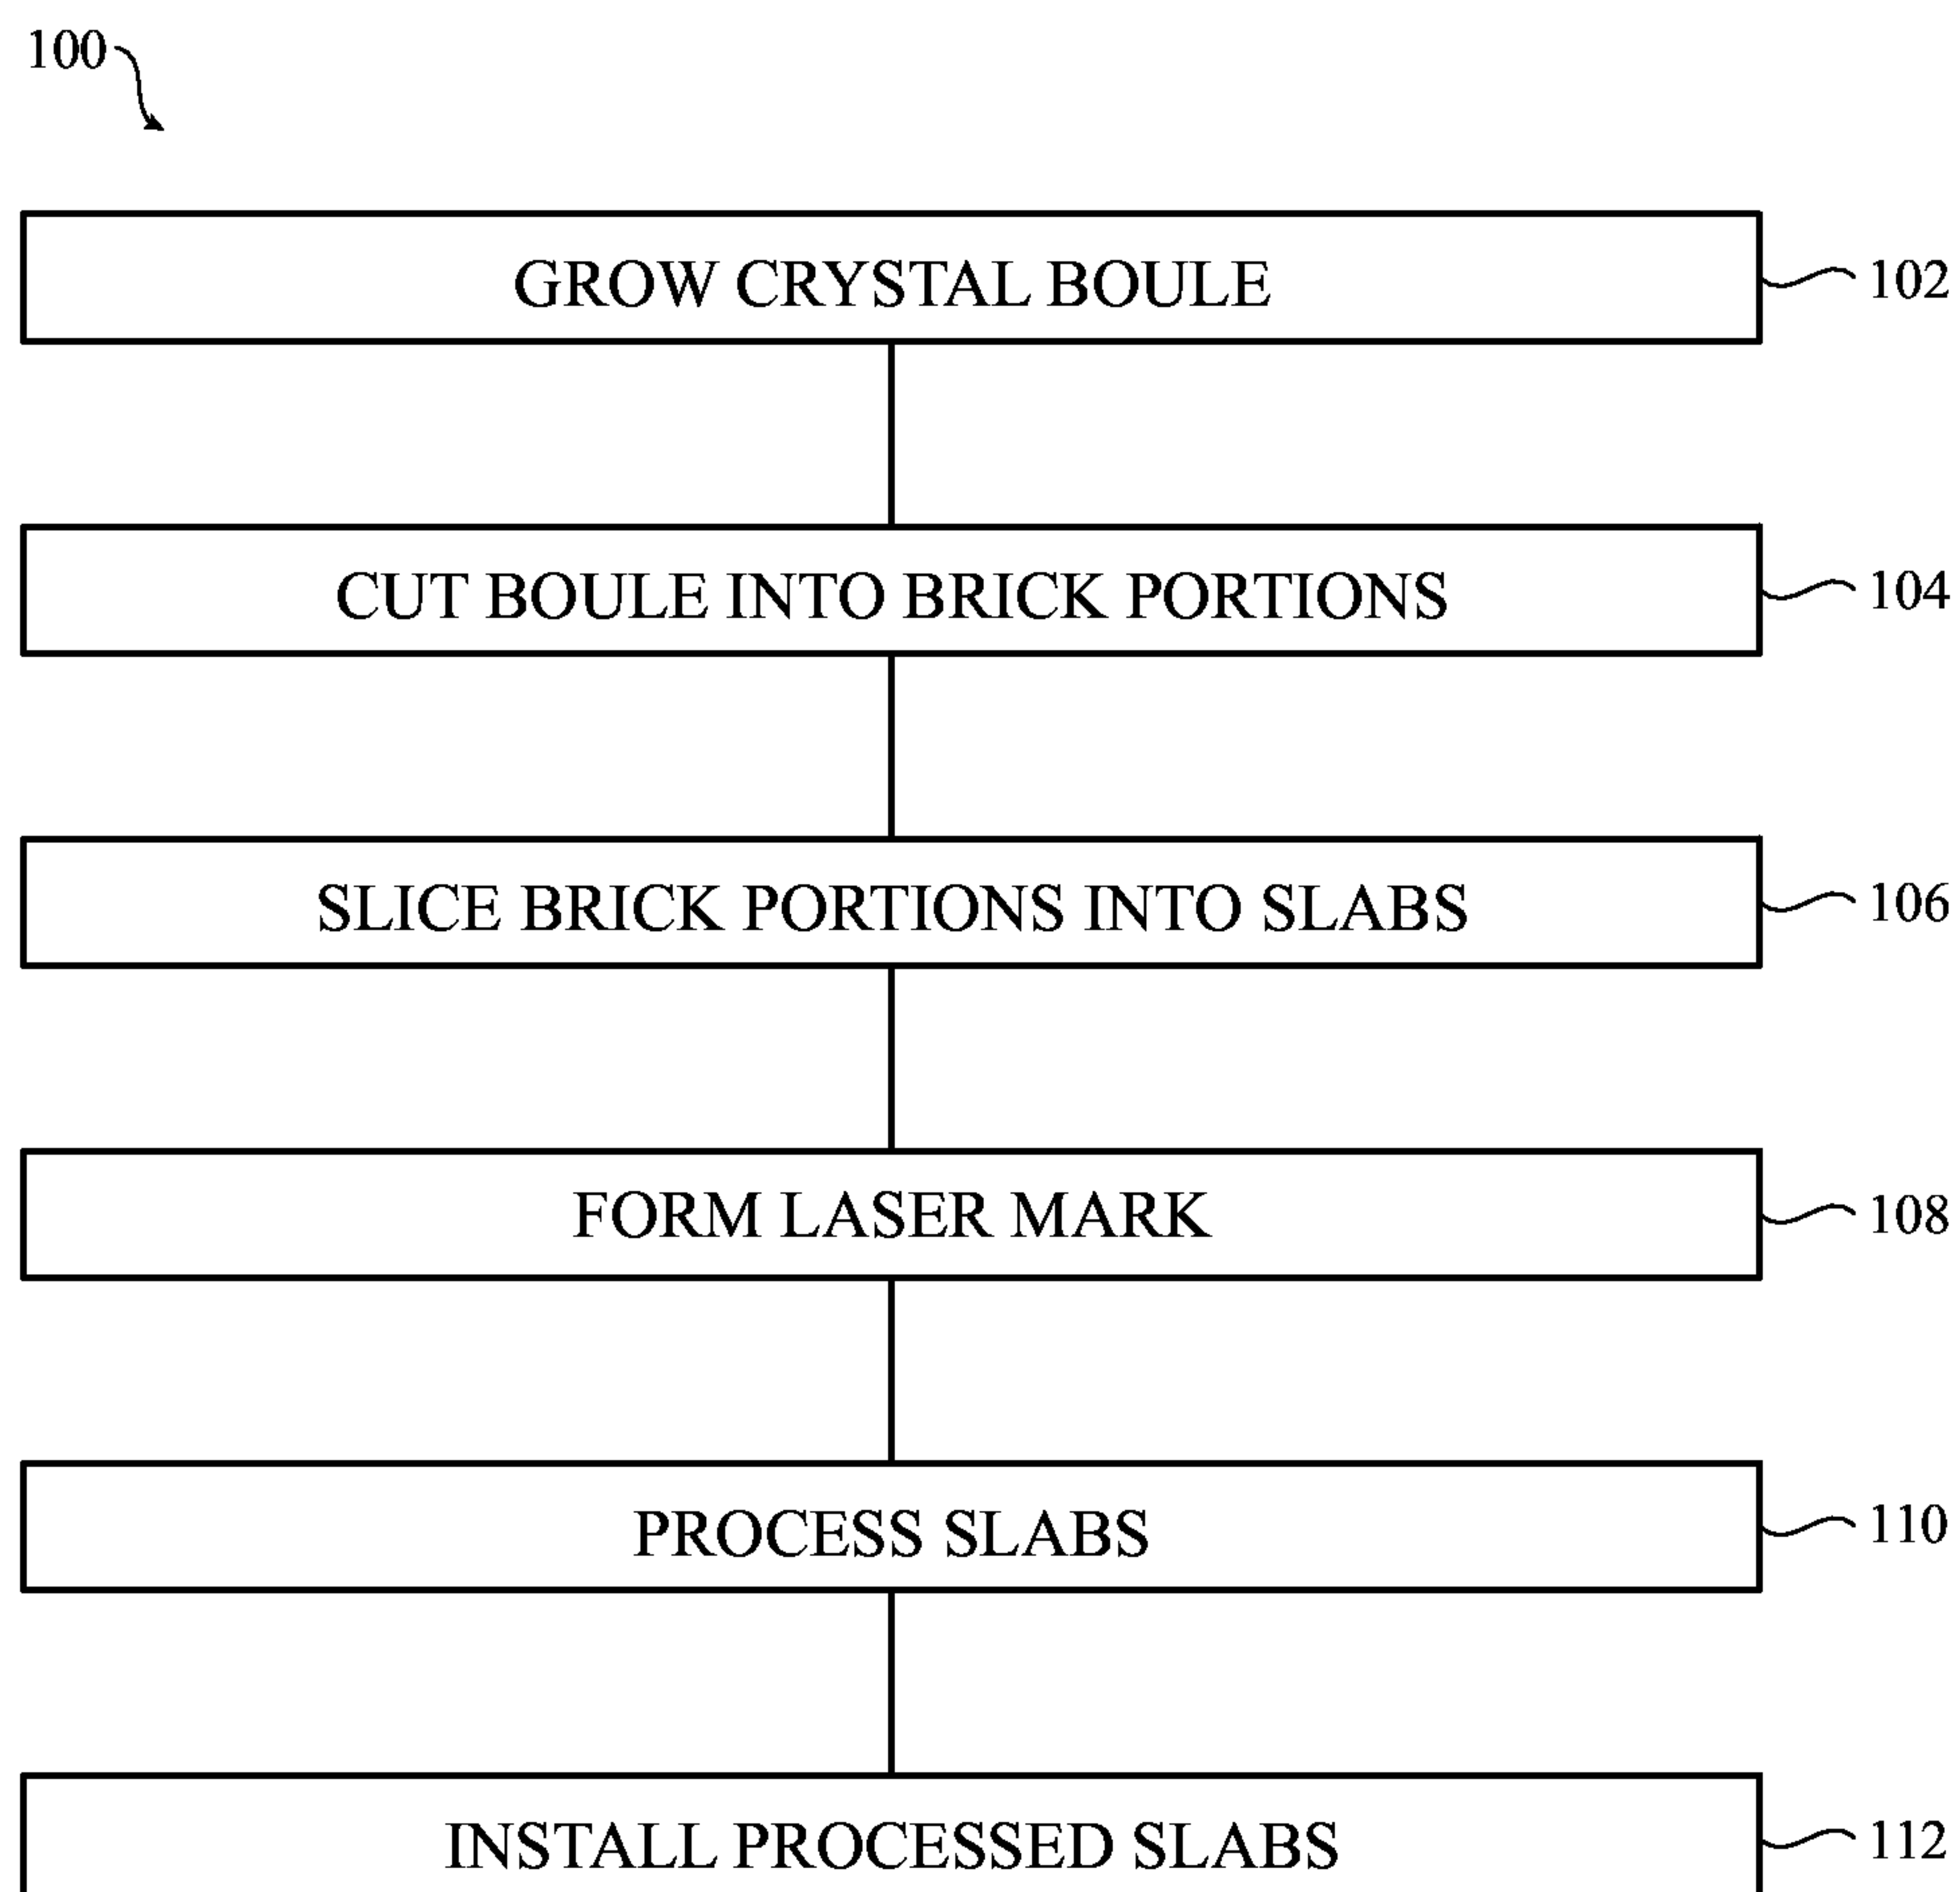 100
GROW CRYSTAL BOULE 102
CUT BOULE INTO BRICK PORTIONS 104
SLICE BRICK PORTIONS INTO SLABS 106
FORM LASER MARK 108
PROCESS SLABS 110
INSTALL PROCESSED SLABS 112